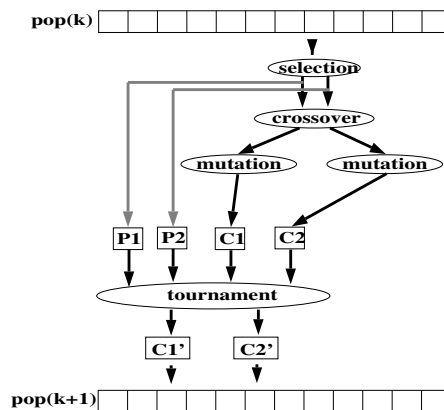 pop(k)
selection
crossover
mutation mutation
P1 P2 C1 C2
tournament
C1' C2'
pop(k+1)